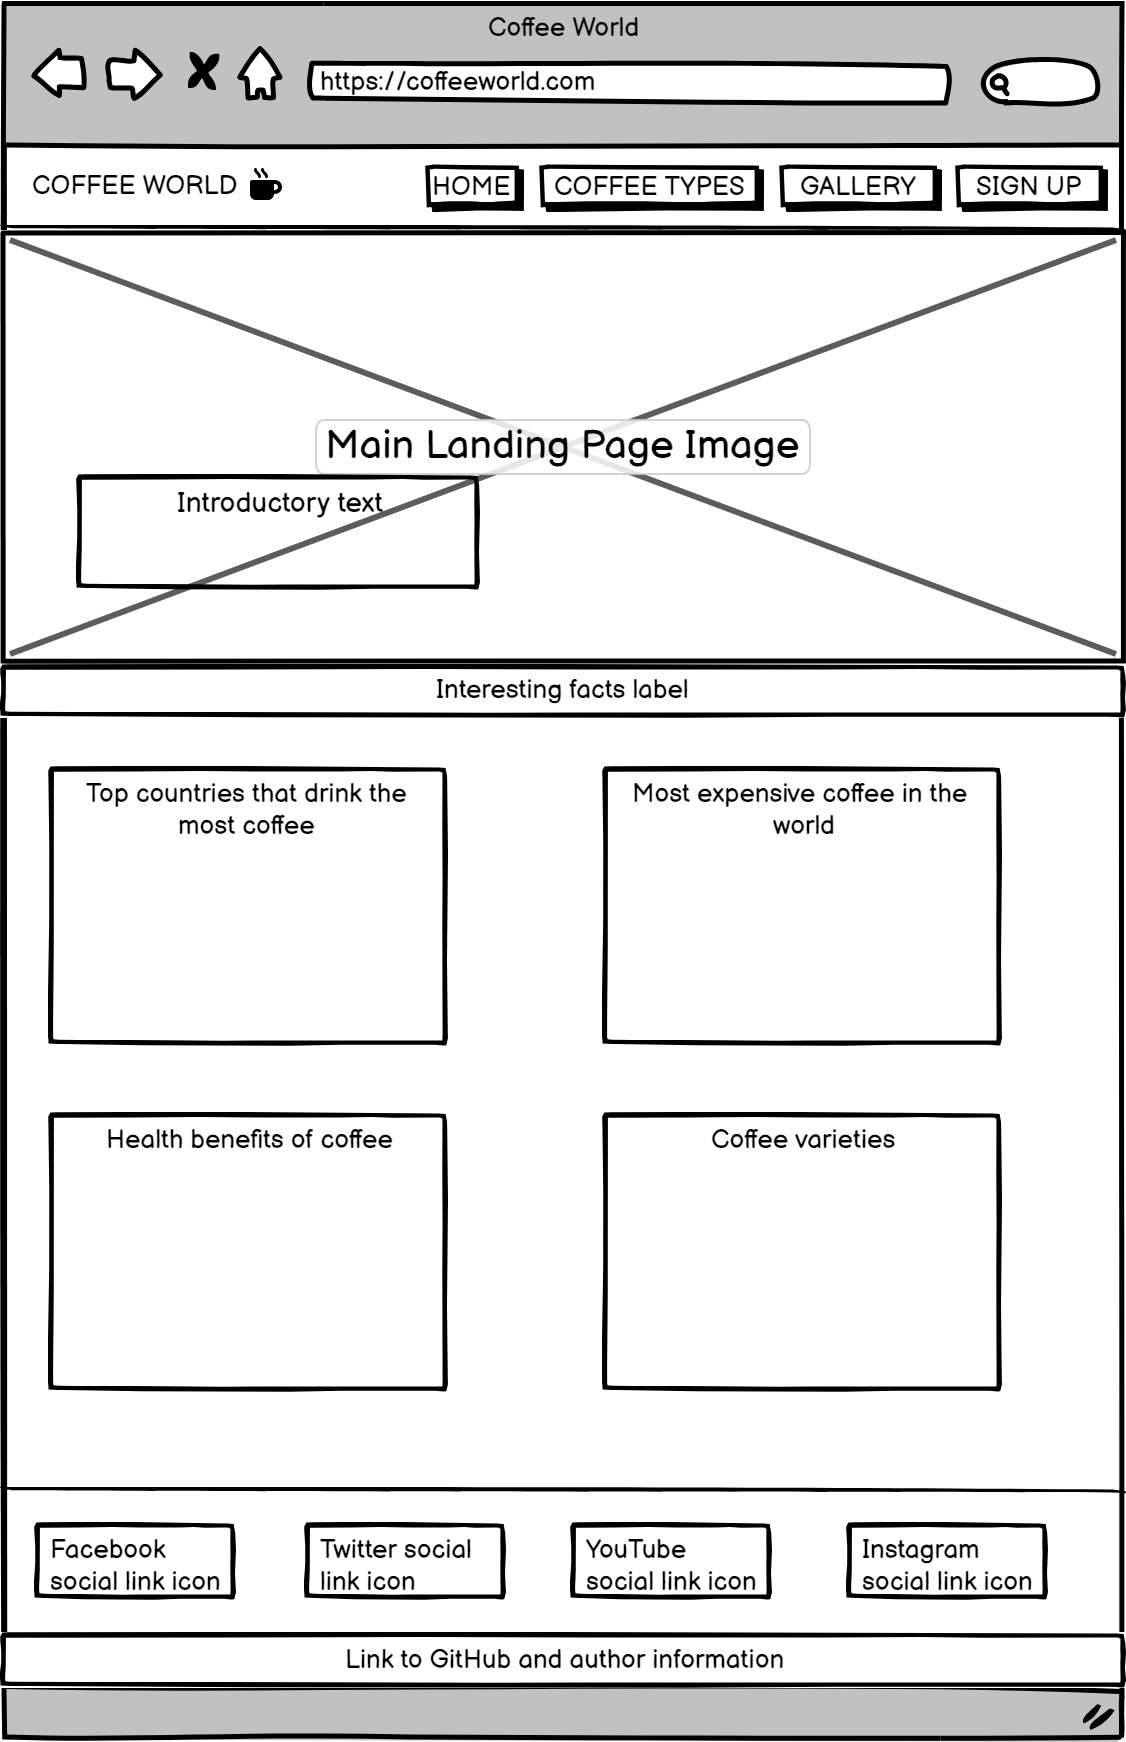 Coffee World
https://coffeeworld.com
COFFEE WORLD
HOME
COFFEE TYPES
GALLERY
SIGN UP
Main Landing Page Image
Introductory text
Interesting facts label
Top countries that drink the
most coffee
Most expensive coffee in the
world
Health benefits of coffee
Coffee varieties
Facebook
social link icon
Twitter social
link icon
YouTube
social link icon
Instagram
social link icon
Link to GitHub and author information